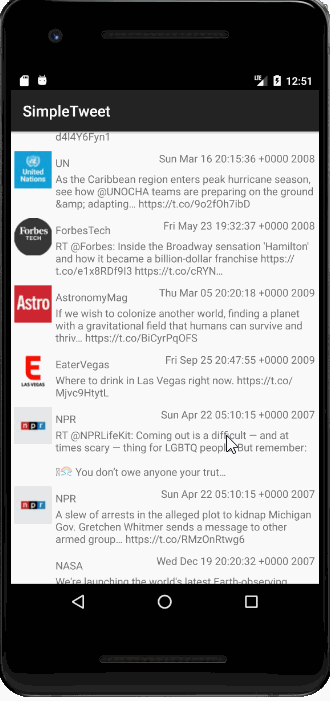 LTE 12:51
SimpleTweet
d4l4Y6Fyn1
United Nations
UN Sun Mar 16 20:15:36 +0000 2008
As the Caribbean region enters peak hurricane season,
see how @UNOCHA teams are preparing on the ground
&amp; adapting… https://t.co/9o2fOh7ibD
Forbes TECH
ForbesTech Fri May 23 19:32:37 +0000 2008
RT @Forbes: Inside the Broadway sensation 'Hamilton'
and how it became a billion-dollar franchise https://
t.co/e1x8RDf9I3 https://t.co/cRYN…
Astro
AstronomyMag Thu Mar 05 20:20:18 +0000 2009
If we wish to colonize another world, finding a planet
with a gravitational field that humans can survive and
thriv… https://t.co/BiCyrPqOFS
E LAS VEGAS
EaterVegas Fri Sep 25 20:47:55 +0000 2009
Where to drink in Las Vegas right now. https://t.co/
Mjvc9HtytL
npr
NPR Sun Apr 22 05:10:15 +0000 2007
RT @NPRLifeKit: Coming out is a difficult — and at
times scary — thing for LGBTQ people. But remember:
You don't owe anyone your trut…
npr
NPR Sun Apr 22 05:10:15 +0000 2007
A slew of arrests in the alleged plot to kidnap Michigan
Gov. Gretchen Whitmer sends a message to other
armed group… https://t.co/RMzOnRtwg6
NASA Wed Dec 19 20:20:32 +0000 2007
We're launching the world's latest Earth-observing